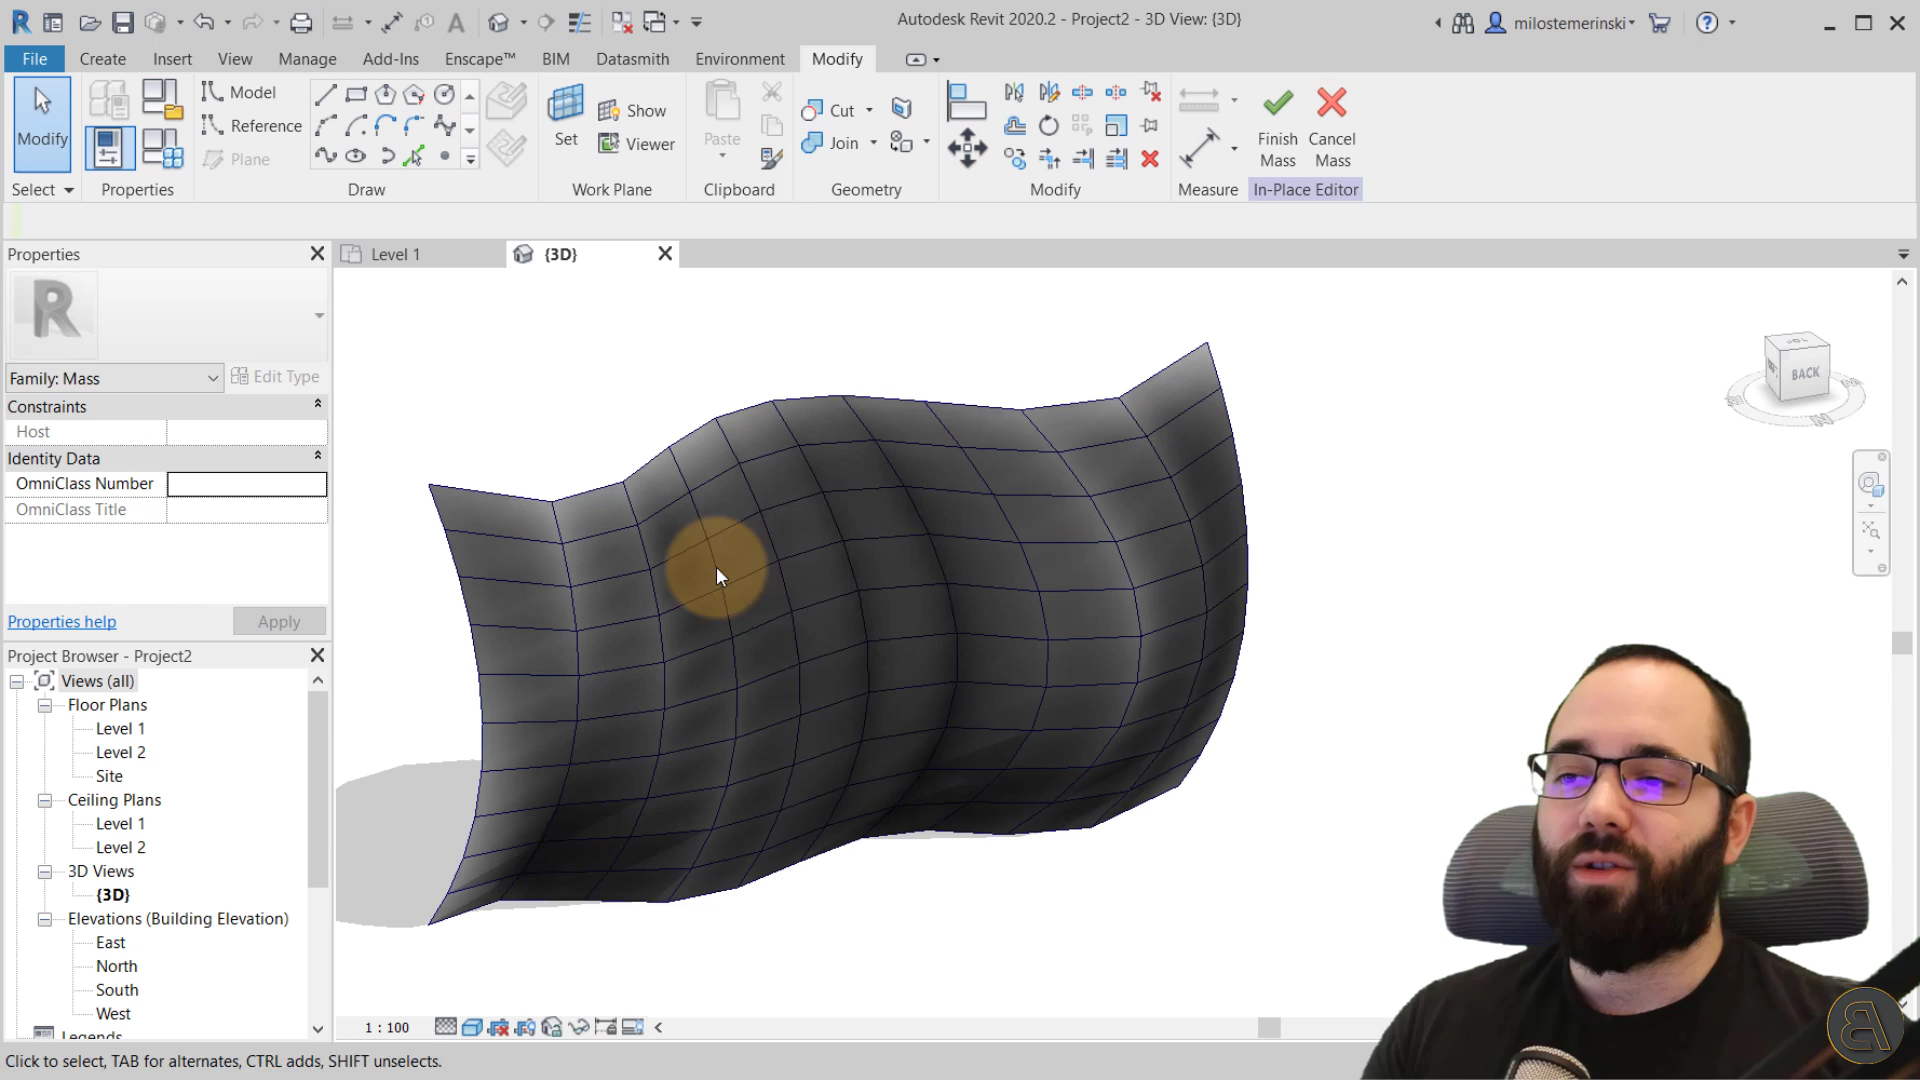 Autodesk Revit 2020.2 - Project2 - 3D View: {3D}
milostemerinski
File Create Insert View Manage Add-Ins Enscape™ BIM Datasmith Environment Modify
Modify
Model
Reference
Plane
Set
Show
Viewer
Paste
Cut
Join
Finish Mass
Cancel Mass
Select Properties Draw Work Plane Clipboard Geometry Modify Measure In-Place Editor
Properties
Level 1
{3D}
R
Family: Mass
Edit Type
Constraints
Host
Identity Data
OmniClass Number
OmniClass Title
Properties help
Apply
BACK
Project Browser - Project2
Views (all)
Floor Plans
Level 1
Level 2
Site
Ceiling Plans
Level 1
Level 2
3D Views
{3D}
Elevations (Building Elevation)
East
North
South
West
Legends
1 : 100
Click to select, TAB for alternates, CTRL adds, SHIFT unselects.